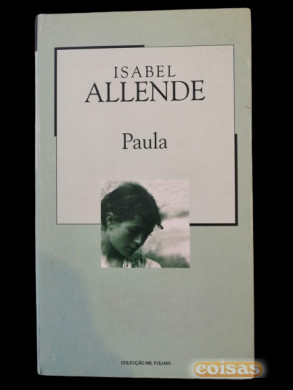 ISABEL
ALLENDE
Paula
COLECÇÃO MIL FOLHAS
coisas